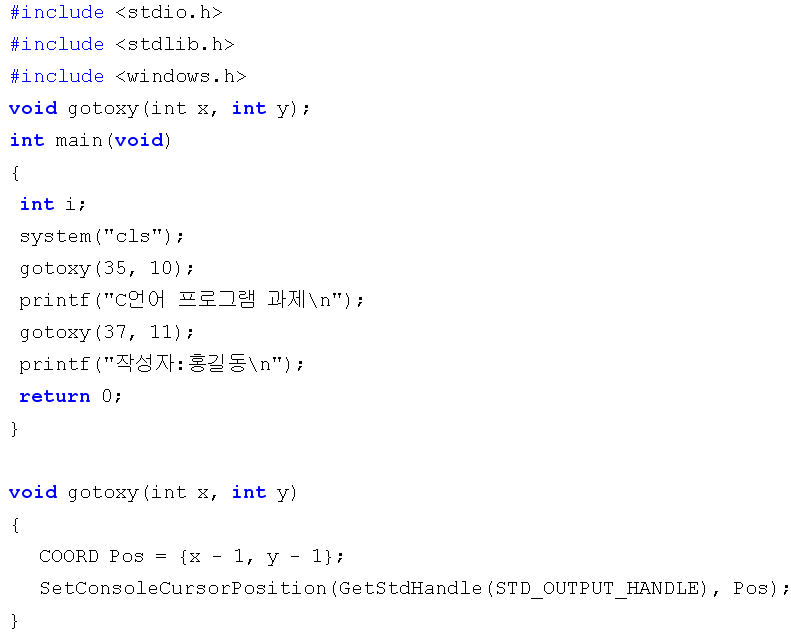 #include <stdio.h>
#include <stdlib.h>
#include <windows.h>
void gotoxy(int x, int y);
int main(void)
{
int i;
system("cls");
gotoxy(35, 10);
printf("C언어 프로그램 과제\n");
gotoxy(37, 11);
printf("작성자:홍길동\n");
return 0;
}
void gotoxy(int x, int y)
{
COORD Pos = {x - 1, y - 1};
SetConsoleCursorPosition(GetStdHandle(STD_OUTPUT_HANDLE), Pos);
}